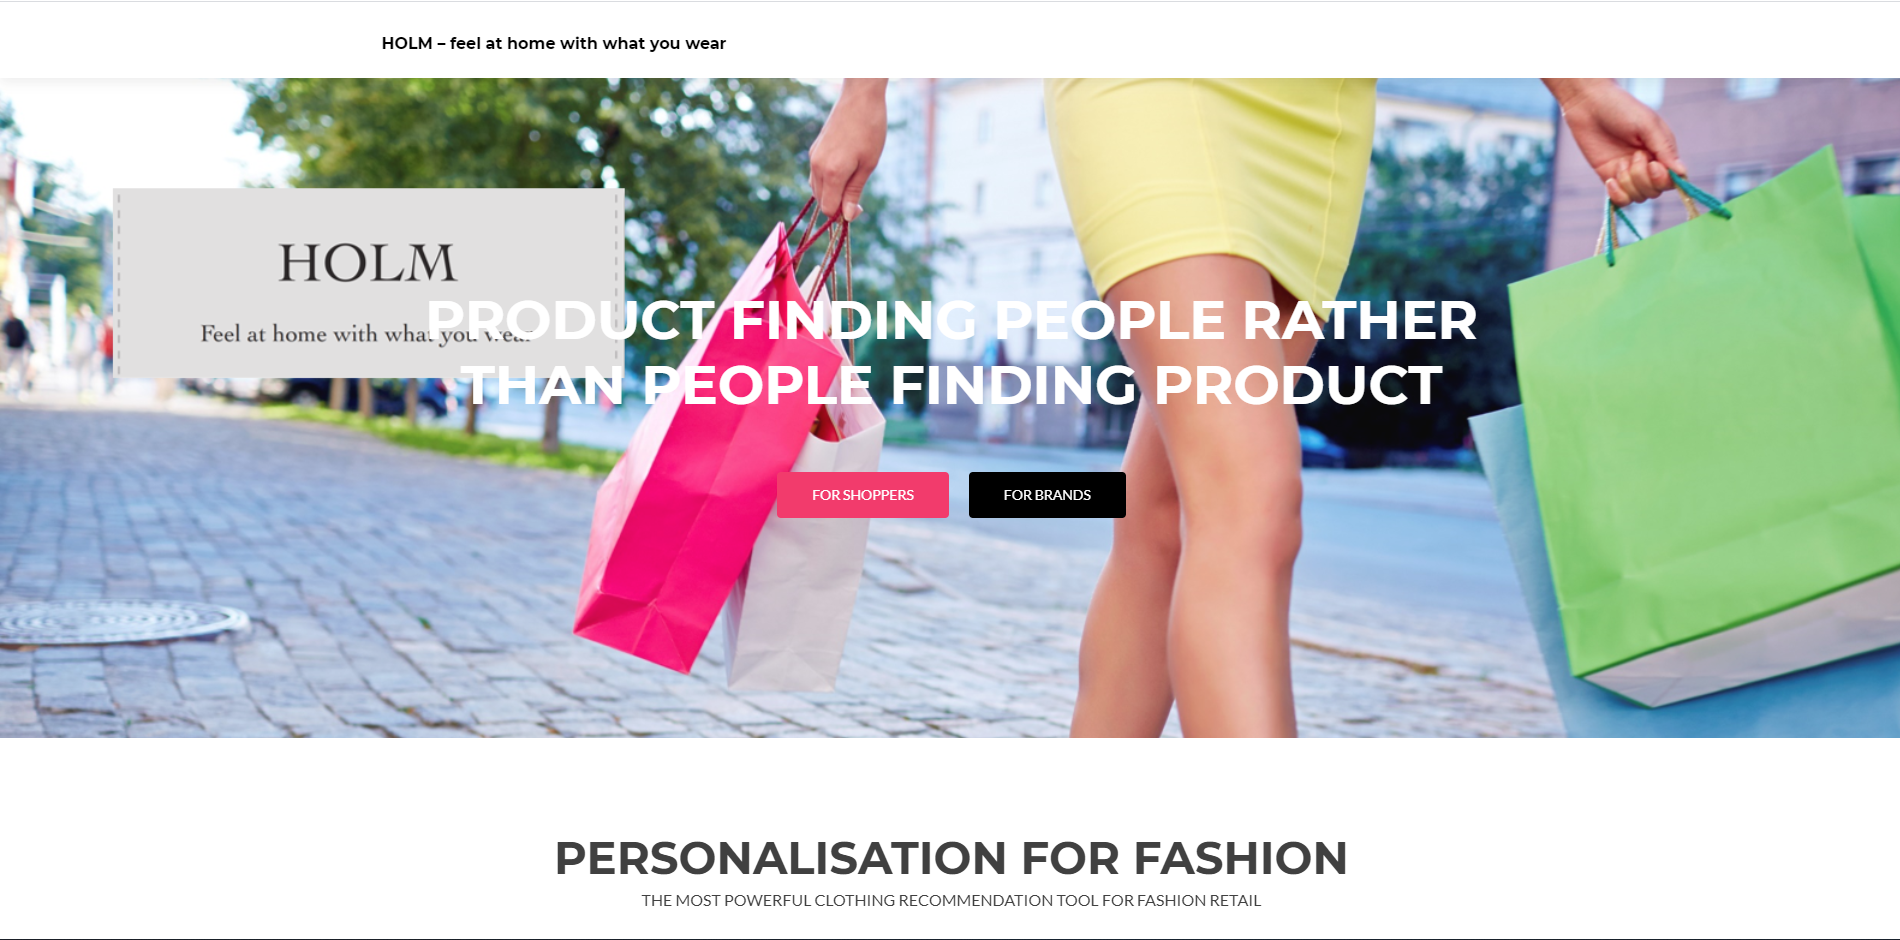 HOLM – feel at home with what you wear
HOLM
Feel at home with what you wear
PRODUCT FINDING PEOPLE RATHER
THAN PEOPLE FINDING PRODUCT
FOR SHOPPERS
FOR BRANDS
PERSONALISATION FOR FASHION
THE MOST POWERFUL CLOTHING RECOMMENDATION TOOL FOR FASHION RETAIL